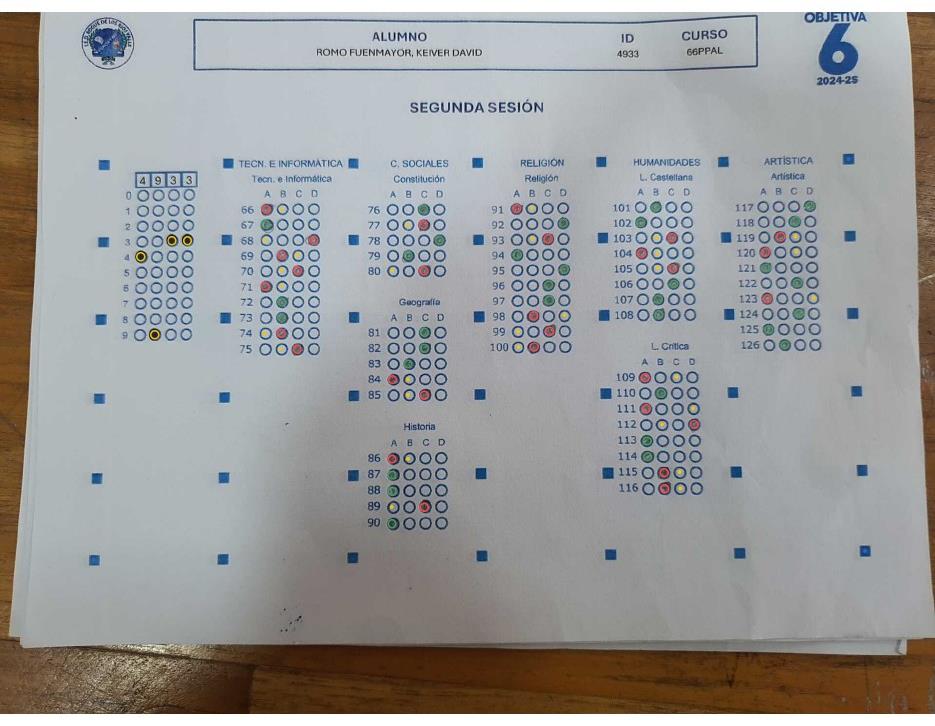 ALUMNO
ROMO FUENMAYOR, KEIVER DAVID
ID
4933
CURSO
66PPAL
OBJETIVA
6
2024-25
SEGUNDA SESIÓN
4 9 3 3
0
1
2
3
4
5
6
7
8
9
TECN. E INFORMÁTICA
Tecn. e Informática
A B C D
66
67
68
69
70
71
72
73
74
75
C. SOCIALES
Constitución
A B C D
76
77
78
79
80
Geografía
A B C D
81
82
83
84
85
Historia
A B C D
86
87
88
89
90
RELIGIÓN
Religión
A B C D
91
92
93
94
95
96
97
98
99
100
HUMANIDADES
L. Castellana
A B C D
101
102
103
104
105
106
107
108
L. Crítica
A B C D
109
110
111
112
113
114
115
116
ARTÍSTICA
Artística
A B C D
117
118
119
120
121
122
123
124
125
126